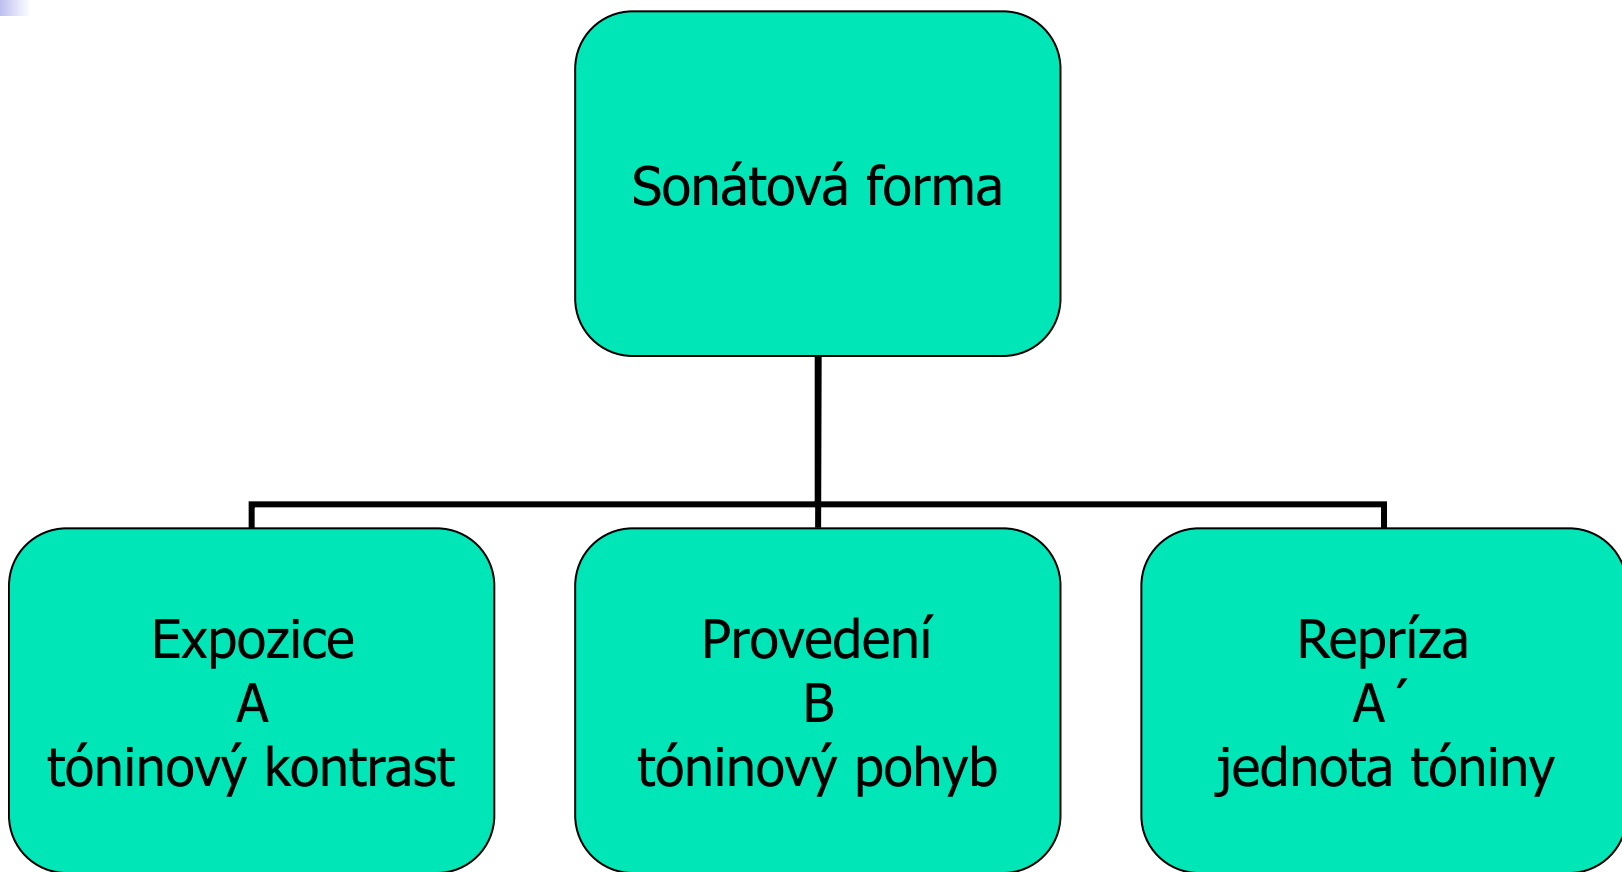 Sonátová forma
Expozice
A
tóninový kontrast
Provedení
B
tóninový pohyb
Repríza
A´
jednota tóniny